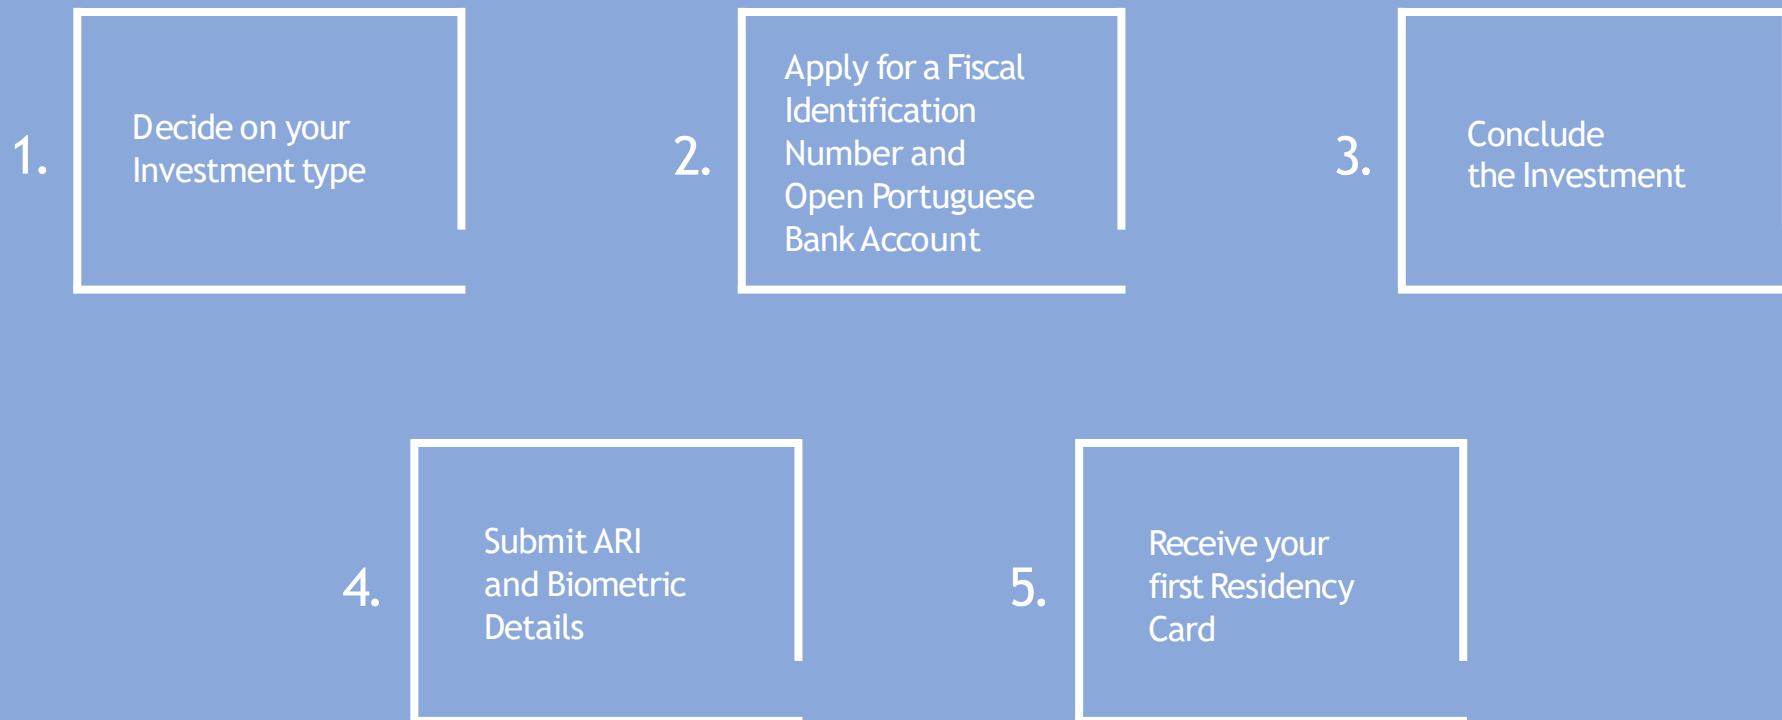 1.
Decide on your
Investment type
2.
Apply for a Fiscal
Identification
Number and
Open Portuguese
Bank Account
3.
Conclude
the Investment
4.
Submit ARI
and Biometric
Details
5.
Receive your
first Residency
Card